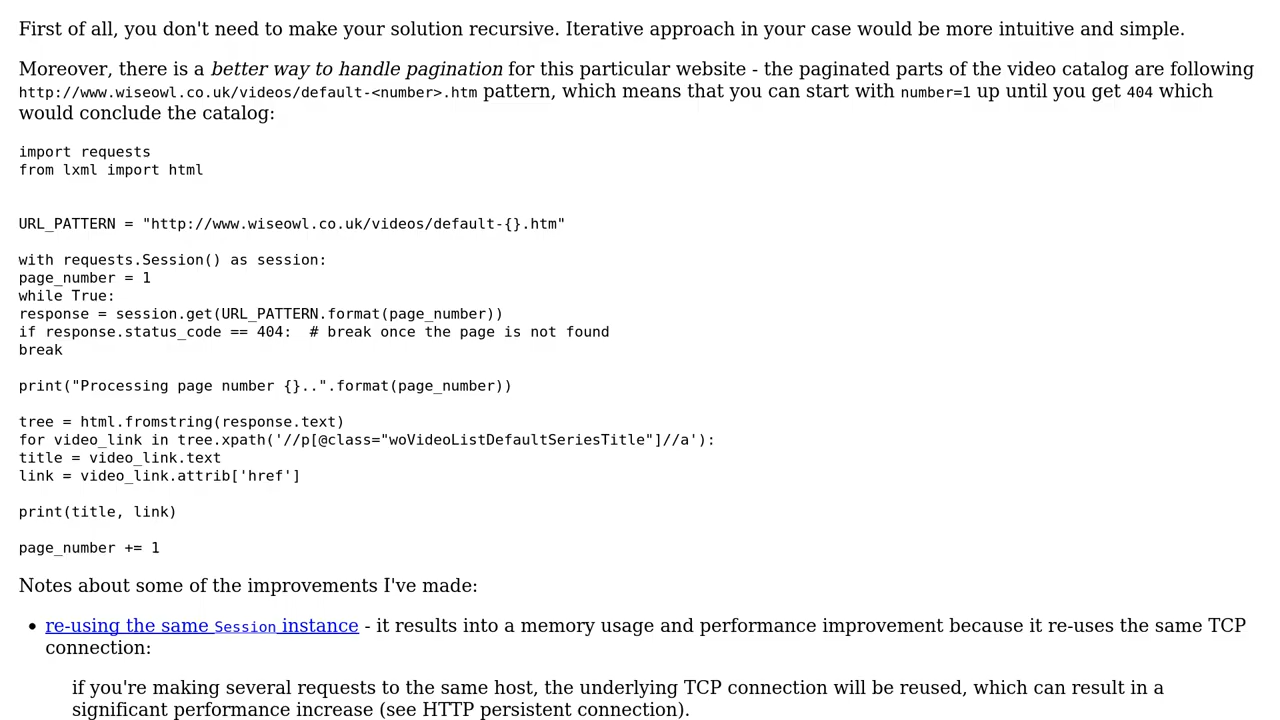 First of all, you don't need to make your solution recursive. Iterative approach in your case would be more intuitive and simple.
Moreover, there is a better way to handle pagination for this particular website - the paginated parts of the video catalog are following
http://www.wiseowl.co.uk/videos/default-<number>.htm pattern, which means that you can start with number=1 up until you get 404 which
would conclude the catalog:
import requests
from lxml import html
URL_PATTERN = "http://www.wiseowl.co.uk/videos/default-{}.htm"
with requests.Session() as session:
page_number = 1
while True:
response = session.get(URL_PATTERN.format(page_number))
if response.status_code == 404:  # break once the page is not found
break
print("Processing page number {}..".format(page_number))
tree = html.fromstring(response.text)
for video_link in tree.xpath('//p[@class="woVideoListDefaultSeriesTitle"]//a'):
title = video_link.text
link = video_link.attrib['href']
print(title, link)
page_number += 1
Notes about some of the improvements I've made:
• re-using the same Session instance - it results into a memory usage and performance improvement because it re-uses the same TCP
connection:
if you're making several requests to the same host, the underlying TCP connection will be reused, which can result in a
significant performance increase (see HTTP persistent connection).